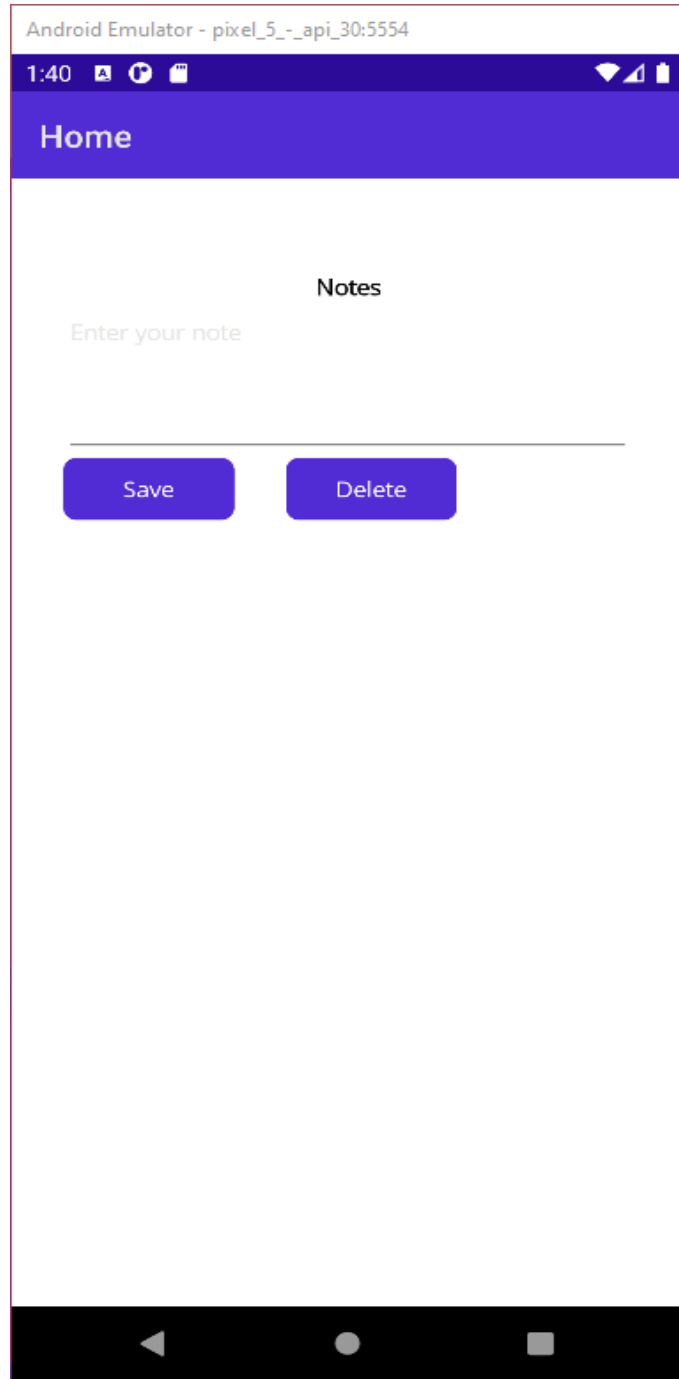 Android Emulator - pixel_5_-_api_30:5554
1:40
Home
Notes
Enter your note
Save Delete